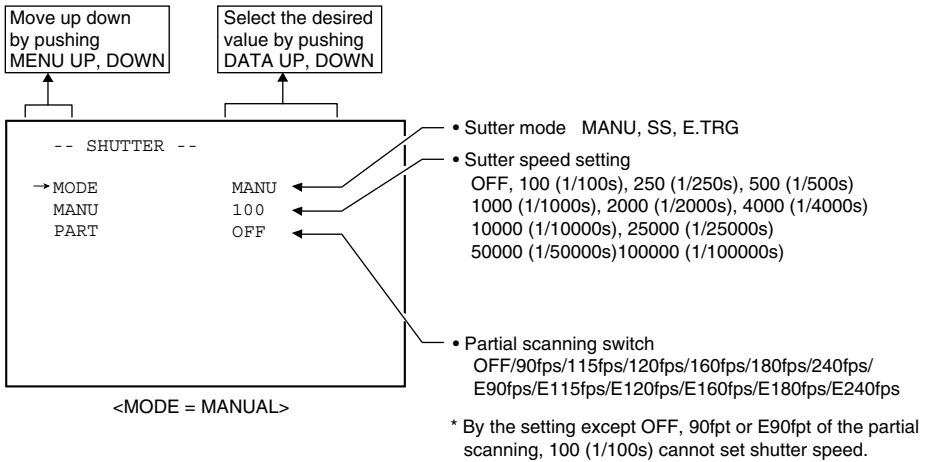 Move up down
by pushing
MENU UP, DOWN
Select the desired
value by pushing
DATA UP, DOWN
-- SHUTTER --
→MODE MANU
MANU 100
PART OFF
• Sutter mode MANU, SS, E.TRG
• Sutter speed setting
OFF, 100 (1/100s), 250 (1/250s), 500 (1/500s)
1000 (1/1000s), 2000 (1/2000s), 4000 (1/4000s)
10000 (1/10000s), 25000 (1/25000s)
50000 (1/50000s)100000 (1/100000s)
• Partial scanning switch
OFF/90fps/115fps/120fps/160fps/180fps/240fps/
E90fps/E115fps/E120fps/E160fps/E180fps/E240fps
<MODE = MANUAL>
* By the setting except OFF, 90fpt or E90fpt of the partial
scanning, 100 (1/100s) cannot set shutter speed.